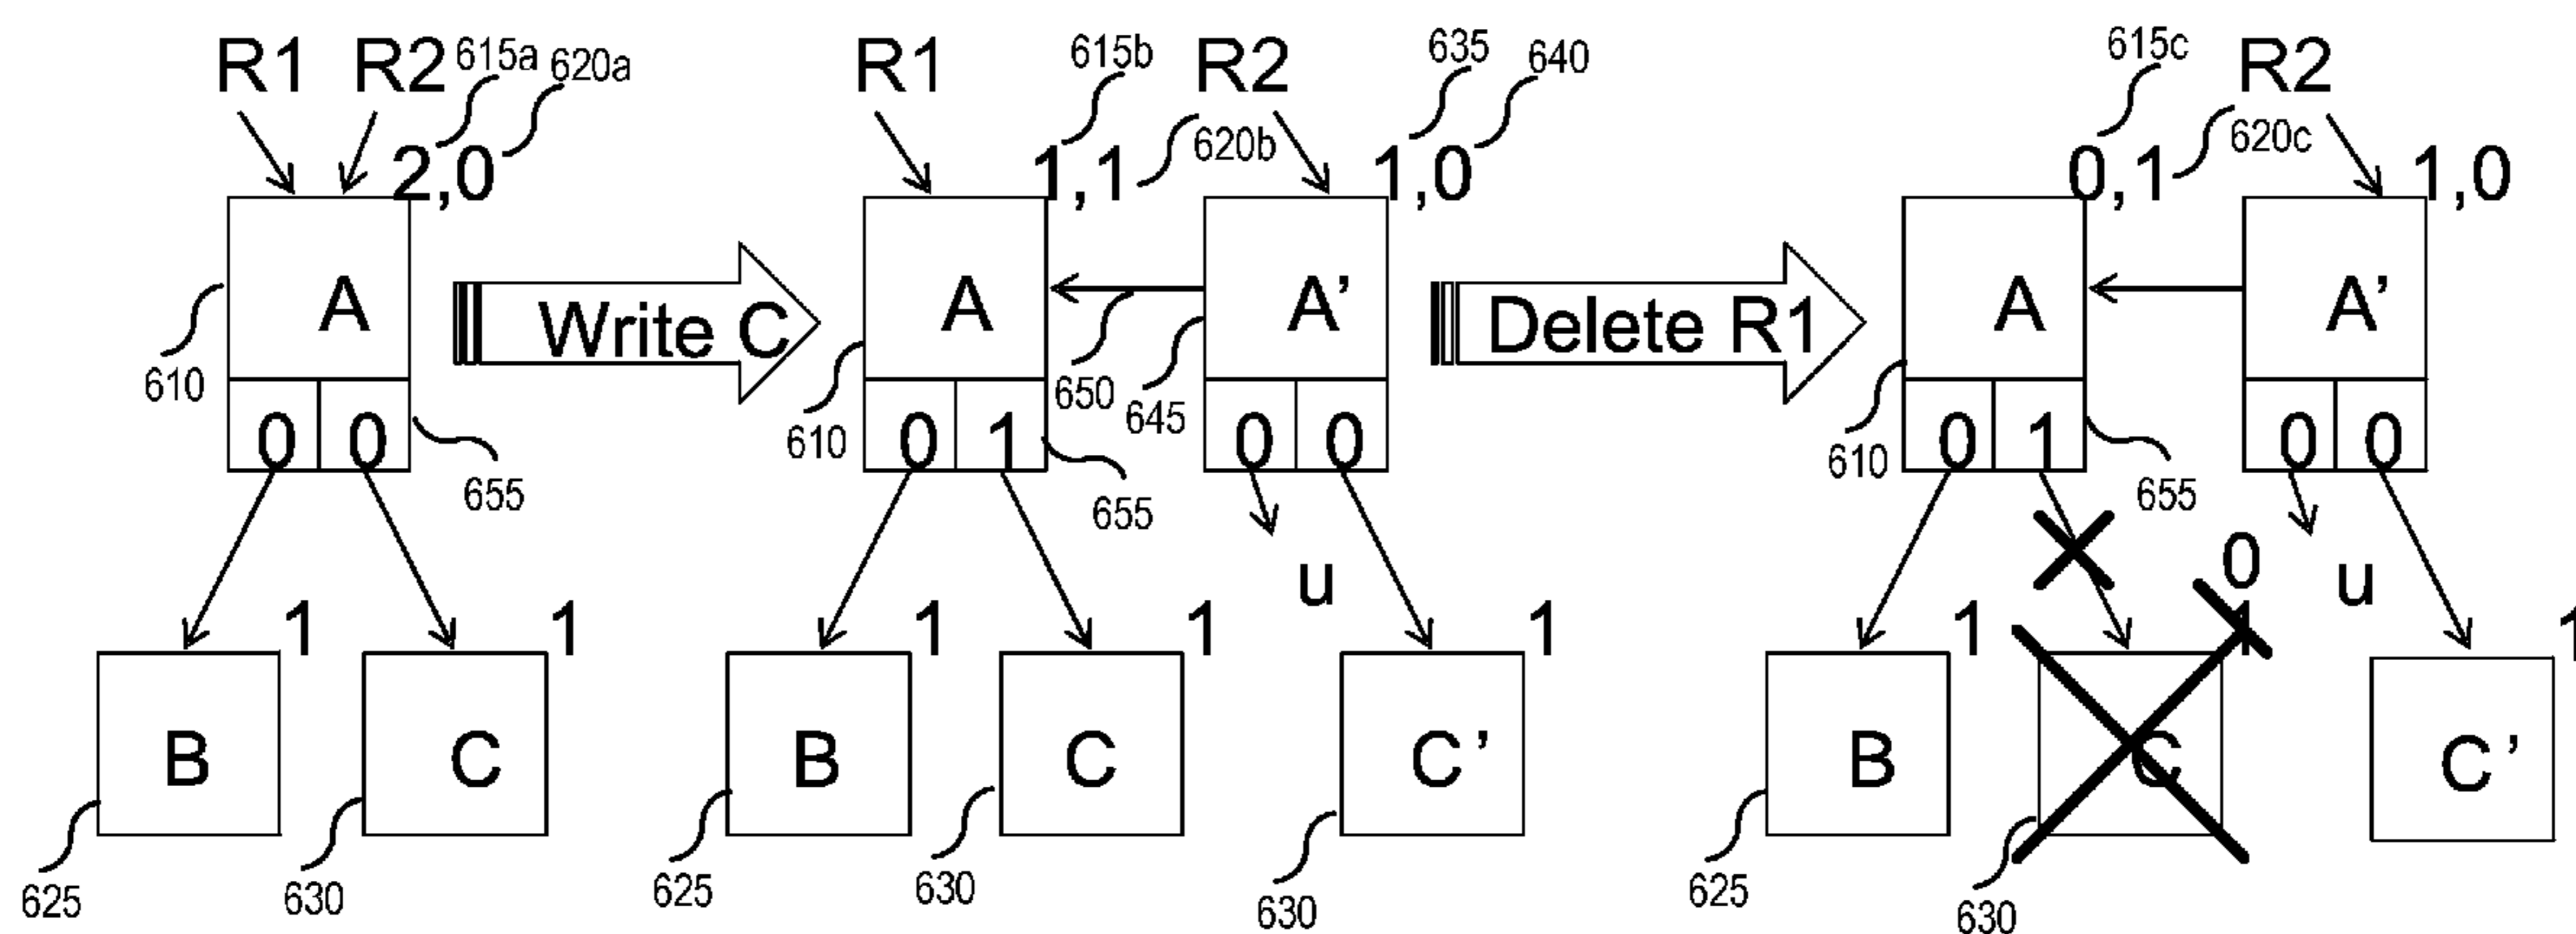 R1 R2 615a 620a
2,0
A
610
0 0
655
B 1
C 1
625
630
Write C
R1 615b R2 635 640
1,1 620b 1,0
A A’
610 650 645
0 1 0 0
655
u
B 1
C 1
C’ 1
625
630
630
Delete R1
615c R2
0,1 620c 1,0
A A’
610
0 1 0 0
655
0
u
B 1
C 1
C’ 1
625
630